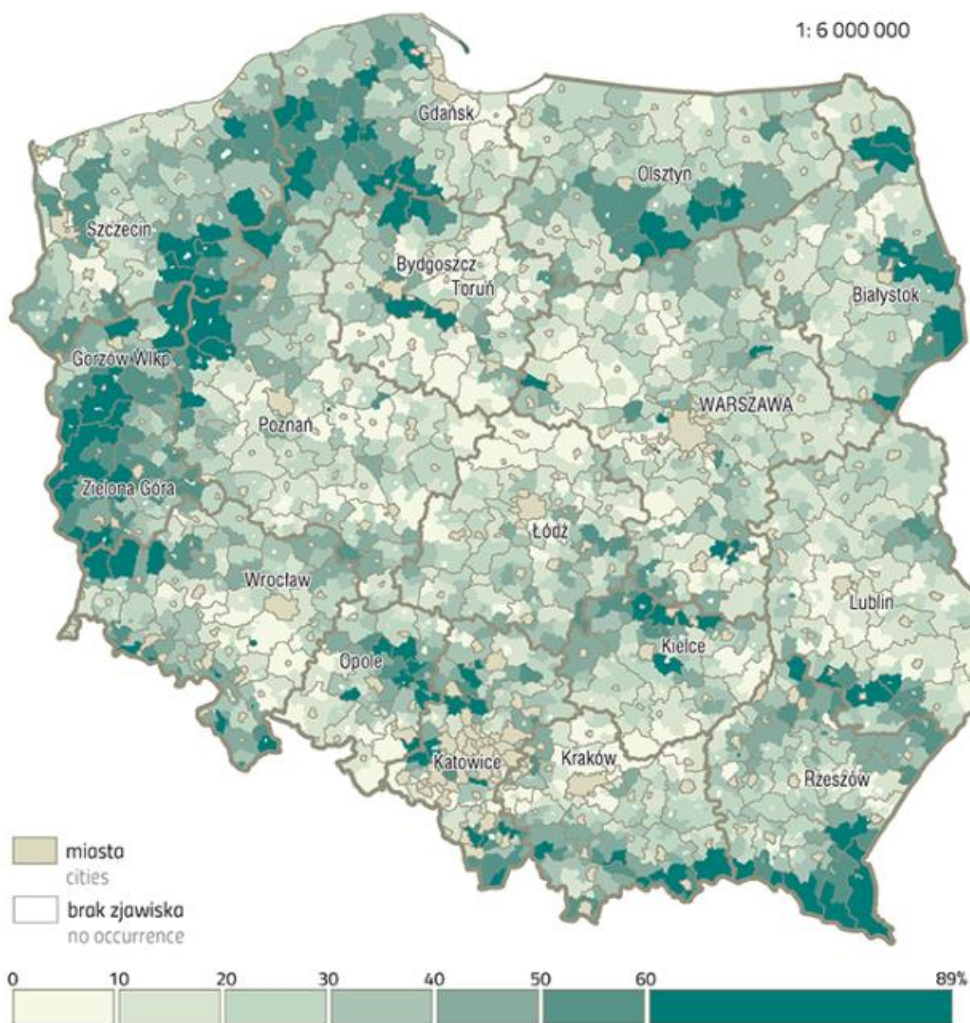 1: 6 000 000
Gdańsk
Olsztyn
Szczecin
Bydgoszcz
Toruń
Białystok
Gorzów Wlkp.
WARSZAWA
Poznań
Zielona Góra
Łódź
Wrocław
Lublin
Kielce
Opole
Kraków
Katowice
Rzeszów
miasta
cities
brak zjawiska
no occurrence
0 10 20 30 40 50 60 89%